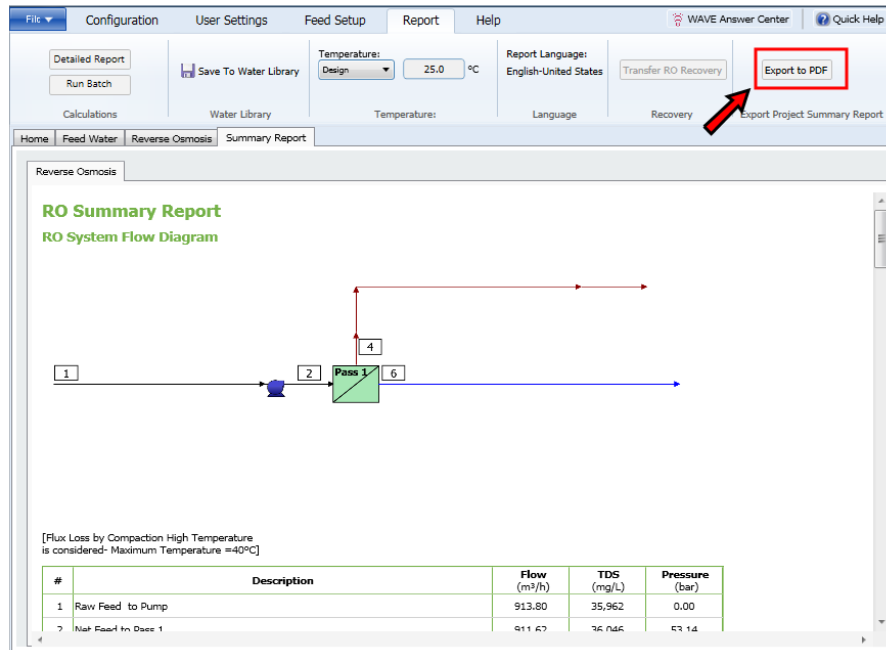 File
Configuration
User Settings
Feed Setup
Report
Help
WAVE Answer Center
Quick Help
Detailed Report
Run Batch
Calculations
Save To Water Library
Water Library
Temperature:
Design
25.0
ºC
Temperature:
Report Language:
English-United States
Language
Transfer RO Recovery
Recovery
Export to PDF
Export Project Summary Report
Home
Feed Water
Reverse Osmosis
Summary Report
Reverse Osmosis
RO Summary Report
RO System Flow Diagram
4
1
2
Pass 1
6
[Flux Loss by Compaction High Temperature
is considered- Maximum Temperature =40ºC]
# Description Flow (m³/h) TDS (mg/L) Pressure (bar)
1 Raw Feed to Pump 913.80 35,962 0.00
2 Net Feed to Pass 1 911.62 36,046 53.14